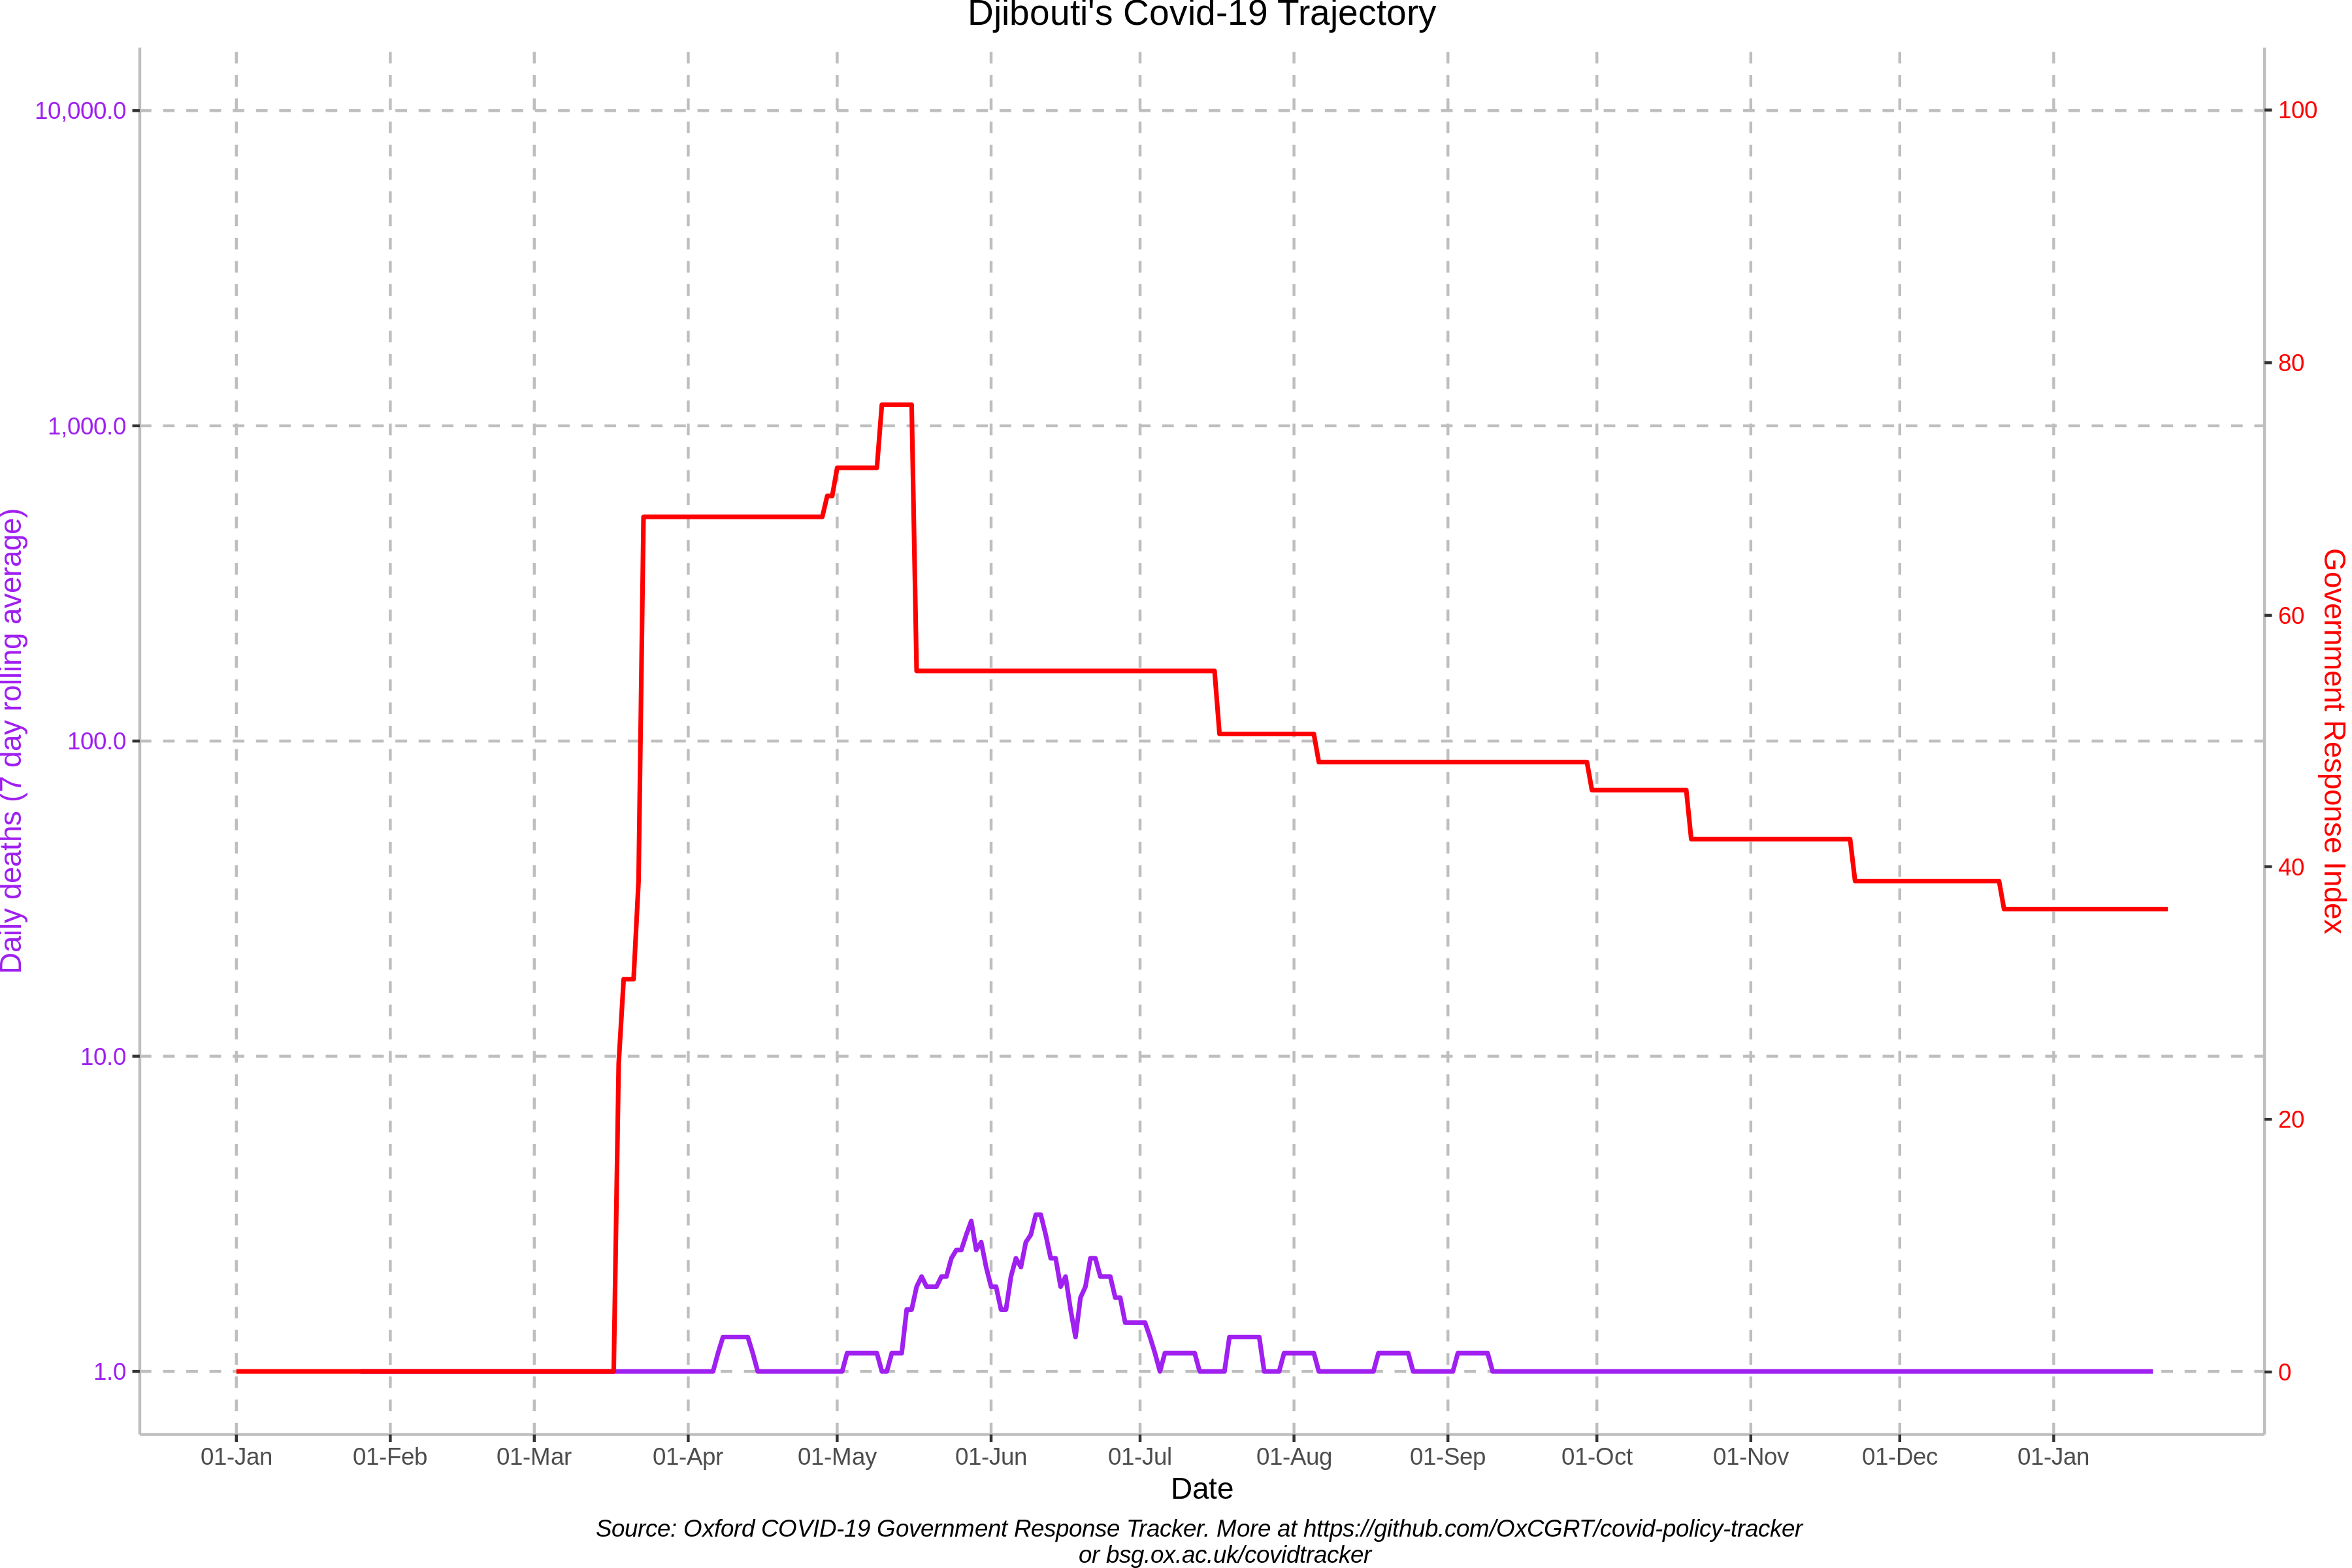 Djibouti's Covid-19 Trajectory
10,000.0
1,000.0
100.0
10.0
1.0
Daily deaths (7 day rolling average)
100
80
60
40
20
0
Government Response Index
01-Jan 01-Feb 01-Mar 01-Apr 01-May 01-Jun 01-Jul 01-Aug 01-Sep 01-Oct 01-Nov 01-Dec 01-Jan
Date
Source: Oxford COVID-19 Government Response Tracker. More at https://github.com/OxCGRT/covid-policy-tracker
or bsg.ox.ac.uk/covidtracker